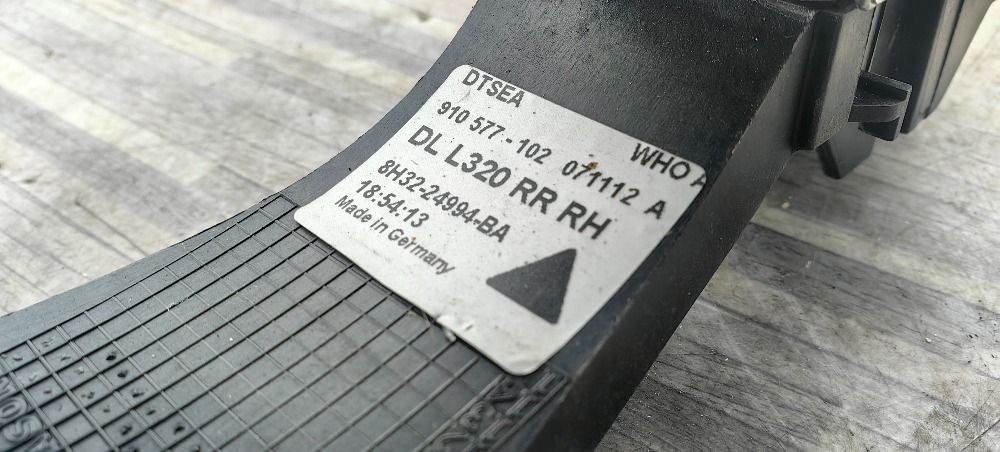 DTSEA WHO
910 577-102 071112 A
DL L320 RR RH
8H32-24994-BA
18:54:13
Made in Germany